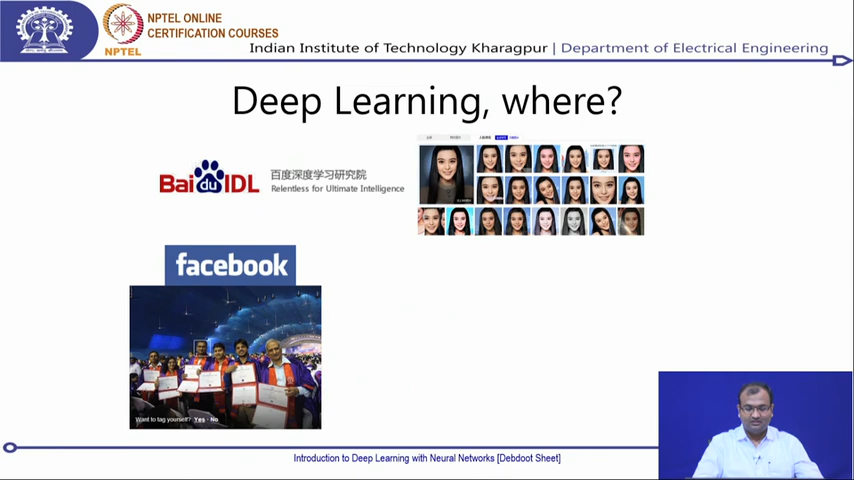 NPTEL ONLINE
CERTIFICATION COURSES
NPTEL
Indian Institute of Technology Kharagpur | Department of Electrical Engineering
Deep Learning, where?
Bai du IDL
百度深度学习研究院
Relentless for Ultimate Intelligence
facebook
Want to tag yourself? Yes - No
Introduction to Deep Learning with Neural Networks [Debdoot Sheet]